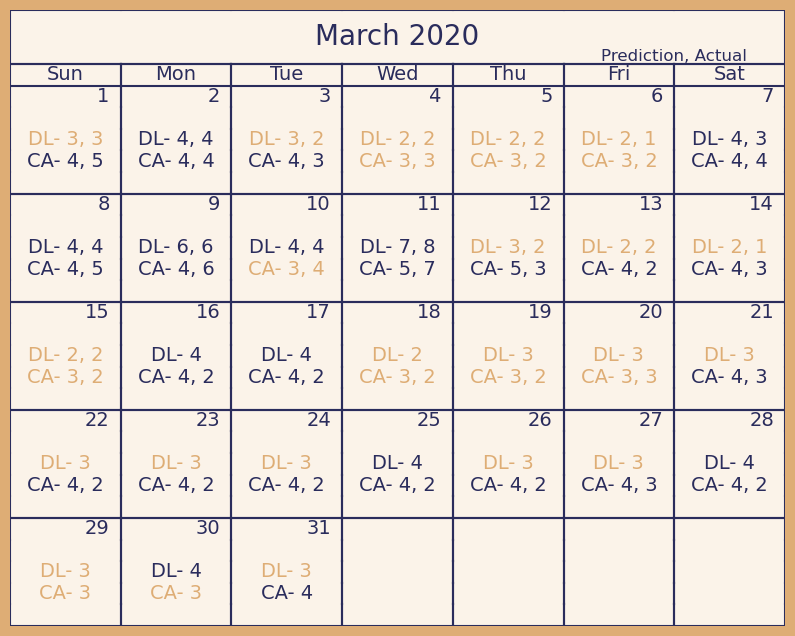 March 2020
Prediction, Actual
Sun Mon Tue Wed Thu Fri Sat
1 2 3 4 5 6 7
DL- 3, 3 DL- 4, 4 DL- 3, 2 DL- 2, 2 DL- 2, 2 DL- 2, 1 DL- 4, 3
CA- 4, 5 CA- 4, 4 CA- 4, 3 CA- 3, 3 CA- 3, 2 CA- 3, 2 CA- 4, 4
8 9 10 11 12 13 14
DL- 4, 4 DL- 6, 6 DL- 4, 4 DL- 7, 8 DL- 3, 2 DL- 2, 2 DL- 2, 1
CA- 4, 5 CA- 4, 6 CA- 3, 4 CA- 5, 7 CA- 5, 3 CA- 4, 2 CA- 4, 3
15 16 17 18 19 20 21
DL- 2, 2 DL- 4 DL- 4 DL- 2 DL- 3 DL- 3 DL- 3
CA- 3, 2 CA- 4, 2 CA- 4, 2 CA- 3, 2 CA- 3, 2 CA- 3, 3 CA- 4, 3
22 23 24 25 26 27 28
DL- 3 DL- 3 DL- 3 DL- 4 DL- 3 DL- 3 DL- 4
CA- 4, 2 CA- 4, 2 CA- 4, 2 CA- 4, 2 CA- 4, 2 CA- 4, 3 CA- 4, 2
29 30 31
DL- 3 DL- 4 DL- 3
CA- 3 CA- 3 CA- 4